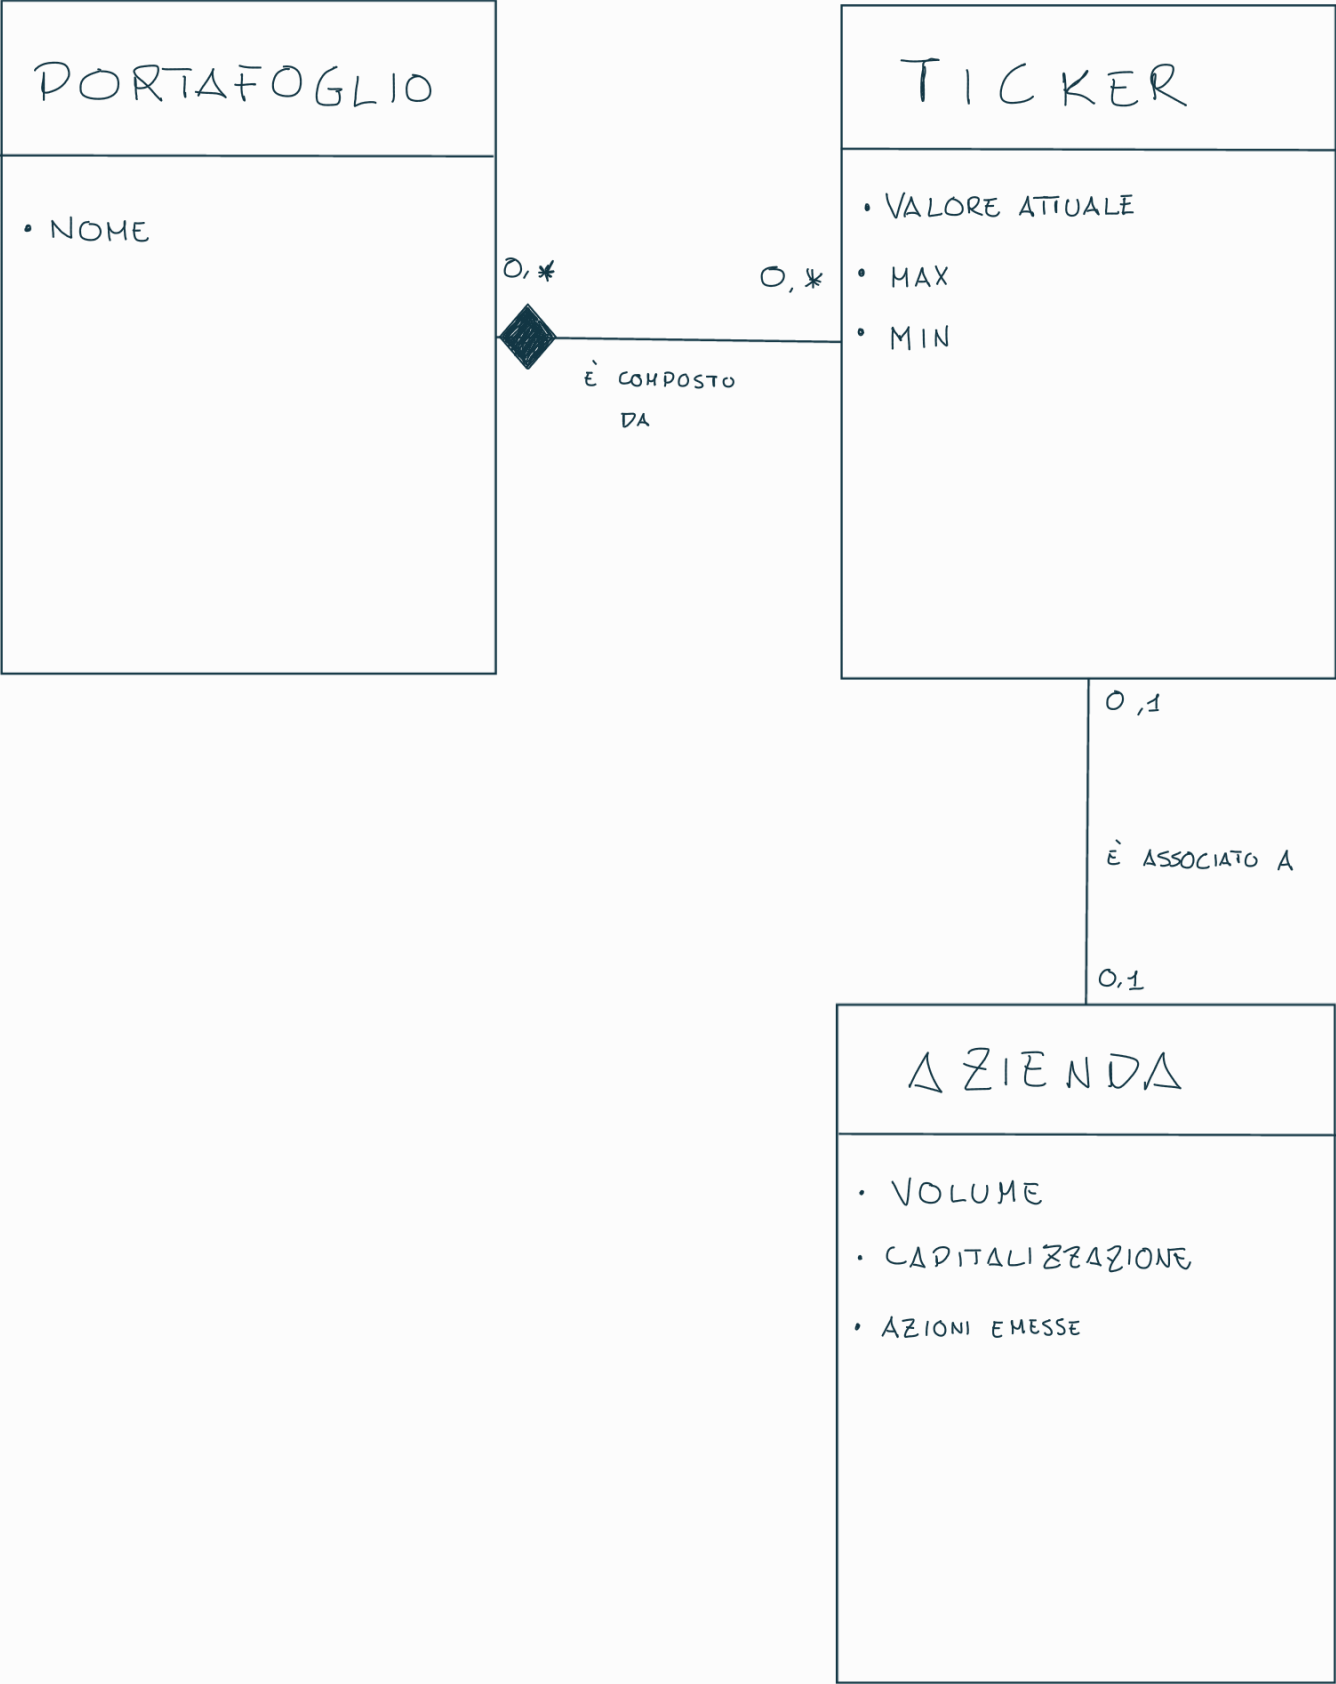 PORTAFOGLIO
• NOME
0,*
0,*
È COMPOSTO
DA
TICKER
• VALORE ATTUALE
• MAX
• MIN
0,1
È ASSOCIATO A
0,1
AZIENDA
• VOLUME
• CAPITALIZZAZIONE
• AZIONI EMESSE